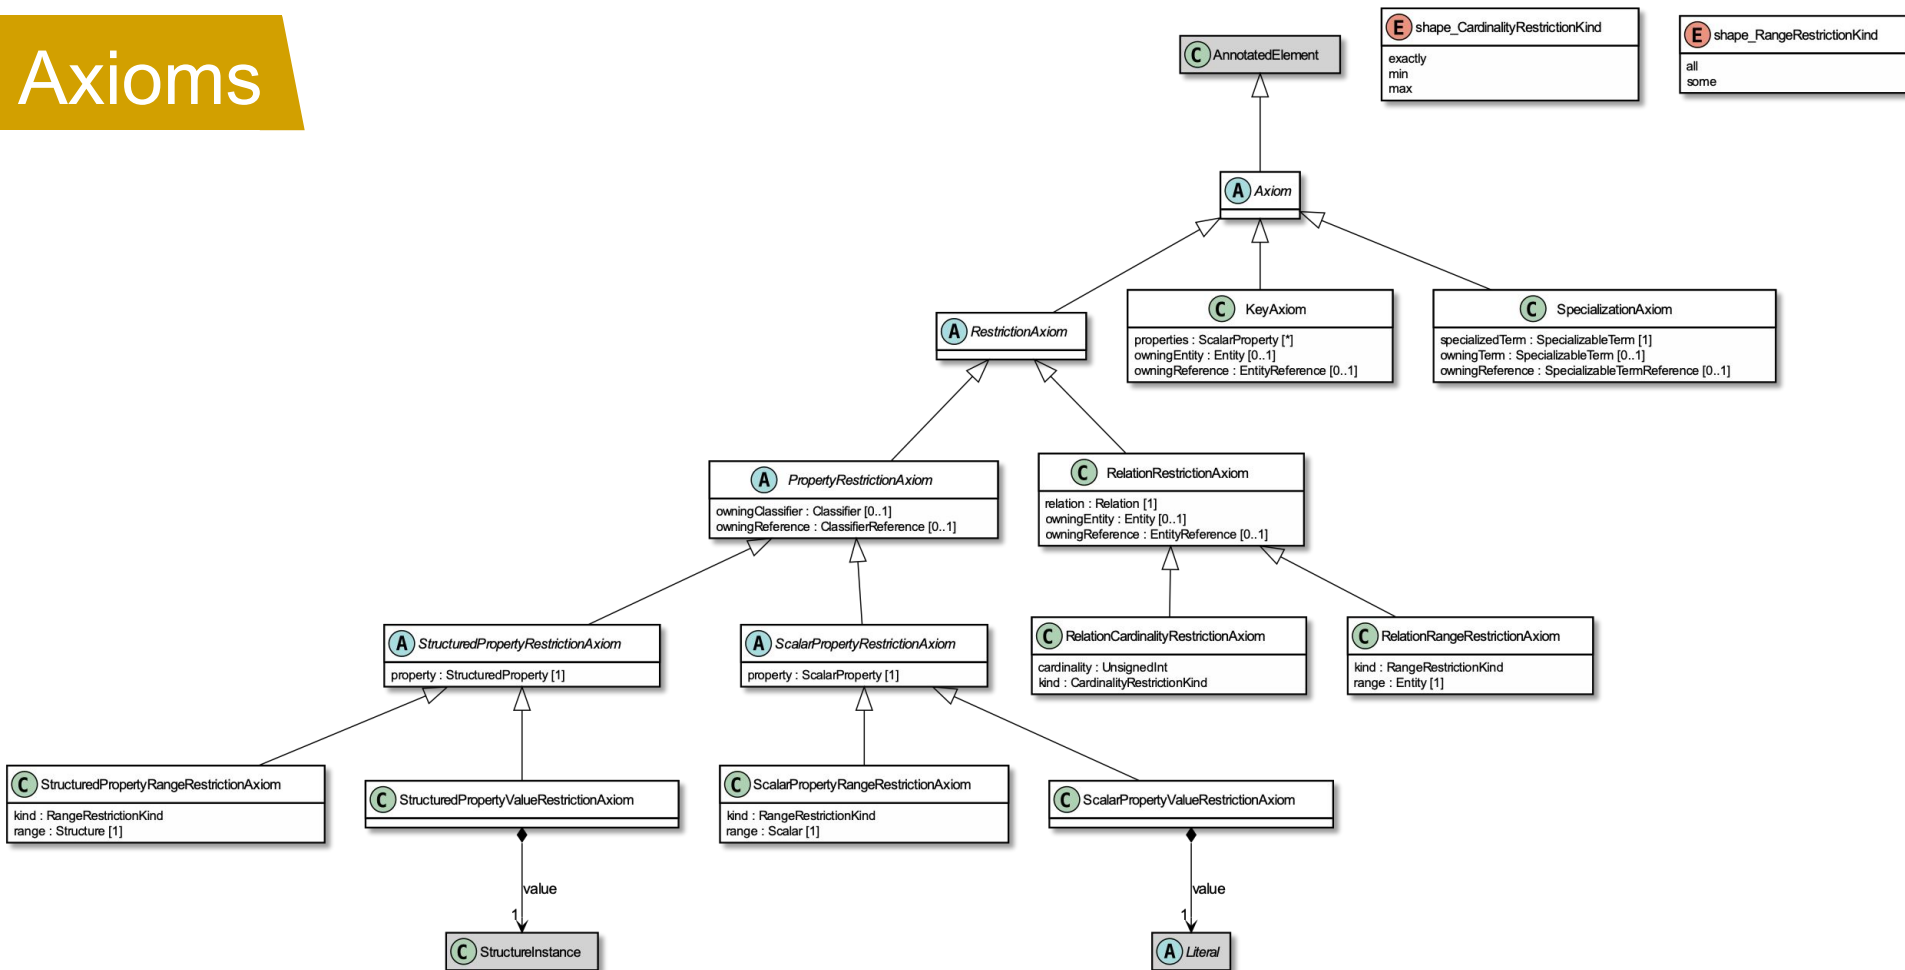 Axioms
C AnnotatedElement
E shape_CardinalityRestrictionKind
exactly
min
max
E shape_RangeRestrictionKind
all
some
A Axiom
A RestrictionAxiom
C KeyAxiom
properties : ScalarProperty [*]
owningEntity : Entity [0..1]
owningReference : EntityReference [0..1]
C SpecializationAxiom
specializedTerm : SpecializableTerm [1]
owningTerm : SpecializableTerm [0..1]
owningReference : SpecializableTermReference [0..1]
A PropertyRestrictionAxiom
owningClassifier : Classifier [0..1]
owningReference : ClassifierReference [0..1]
C RelationRestrictionAxiom
relation : Relation [1]
owningEntity : Entity [0..1]
owningReference : EntityReference [0..1]
A StructuredPropertyRestrictionAxiom
property : StructuredProperty [1]
A ScalarPropertyRestrictionAxiom
property : ScalarProperty [1]
C RelationCardinalityRestrictionAxiom
cardinality : UnsignedInt
kind : CardinalityRestrictionKind
C RelationRangeRestrictionAxiom
kind : RangeRestrictionKind
range : Entity [1]
C StructuredPropertyRangeRestrictionAxiom
kind : RangeRestrictionKind
range : Structure [1]
C StructuredPropertyValueRestrictionAxiom
C ScalarPropertyRangeRestrictionAxiom
kind : RangeRestrictionKind
range : Scalar [1]
C ScalarPropertyValueRestrictionAxiom
value
1
value
1
C StructureInstance
A Literal